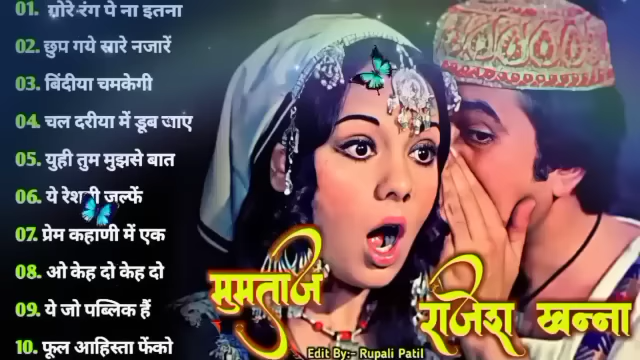 01. ग़ोरे रंग पे ना इतना
02. छुप गये सारे नजारें
03. बिंदीया चमकेगी
04. चल दरीया में डूब जाए
05. युही तुम मुझसे बात
06. ये रेशमी जल्फें
07. प्रेम कहाणी में एक
08. ओ केह दो केह दो
09. ये जो पब्लिक हैं
10. फूल आहिस्ता फेंको
मुमताज
राजेश खन्ना
Edit By:- Rupali Patil